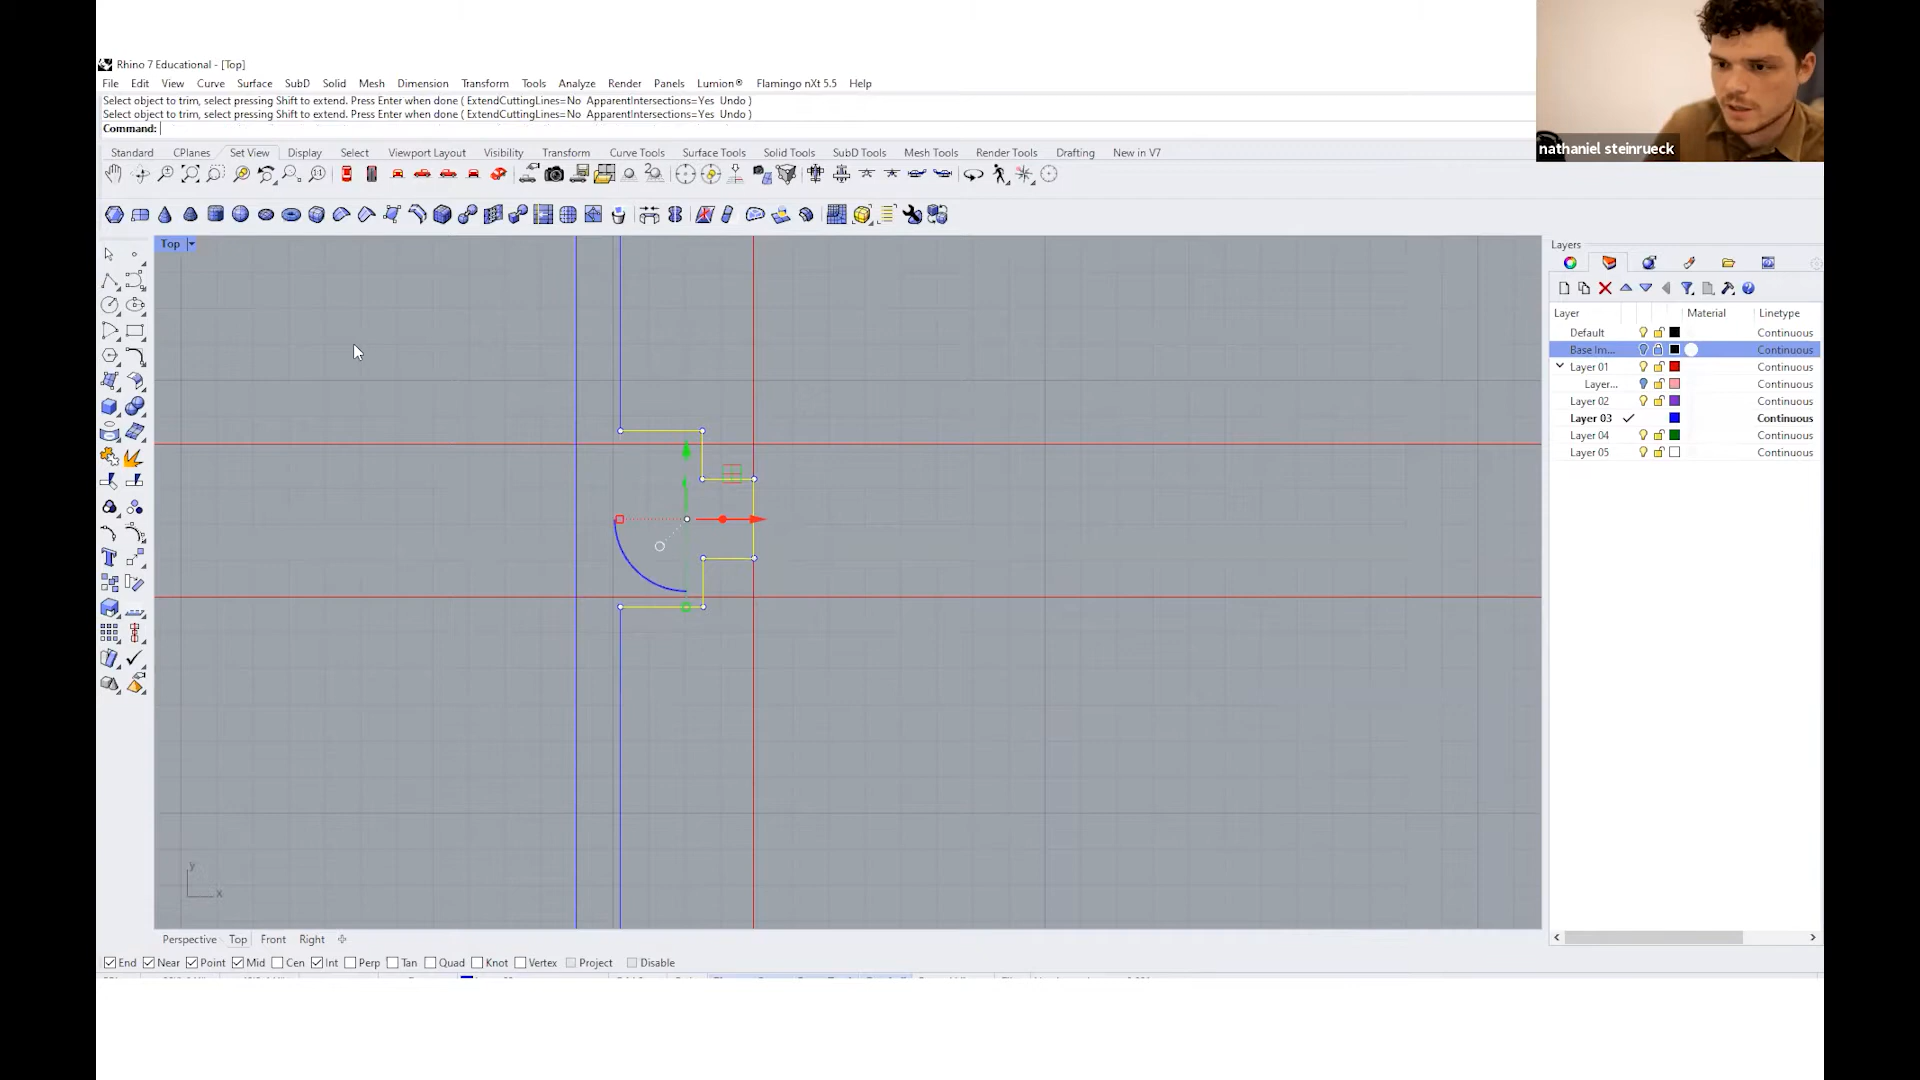 Rhino 7 Educational - [Top]
File Edit View Curve Surface SubD Solid Mesh Dimension Transform Tools Analyze Render Panels Lumion® Flamingo nXt 5.5 Help
Select object to trim, select pressing Shift to extend. Press Enter when done ( ExtendCuttingLines=No ApparentIntersections=Yes Undo )
Select object to trim, select pressing Shift to extend. Press Enter when done ( ExtendCuttingLines=No ApparentIntersections=Yes Undo )
Command:
nathaniel steinrueck
Standard CPlanes Set View Display Select Viewport Layout Visibility Transform Curve Tools Surface Tools Solid Tools SubD Tools Mesh Tools Render Tools Drafting New in V7
Top
Layers
Layer Material Linetype
Default Continuous
Base Im... Continuous
Layer 01 Continuous
Layer... Continuous
Layer 02 Continuous
Layer 03 Continuous
Layer 04 Continuous
Layer 05 Continuous
y
x
Perspective Top Front Right
End Near Point Mid Cen Int Perp Tan Quad Knot Vertex Project Disable